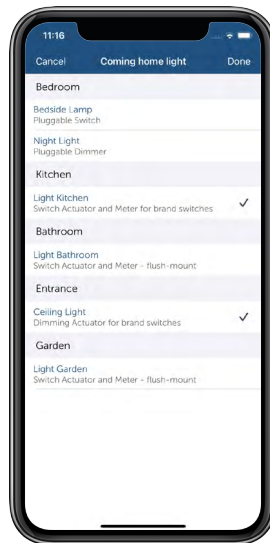 11:16
Cancel Coming home light Done
Bedroom
Bedside Lamp
Pluggable Switch
Night Light
Pluggable Dimmer
Kitchen
Light Kitchen
Switch Actuator and Meter for brand switches
Bathroom
Light Bathroom
Switch Actuator and Meter - flush-mount
Entrance
Ceiling Light
Dimming Actuator for brand switches
Garden
Light Garden
Switch Actuator and Meter - flush-mount